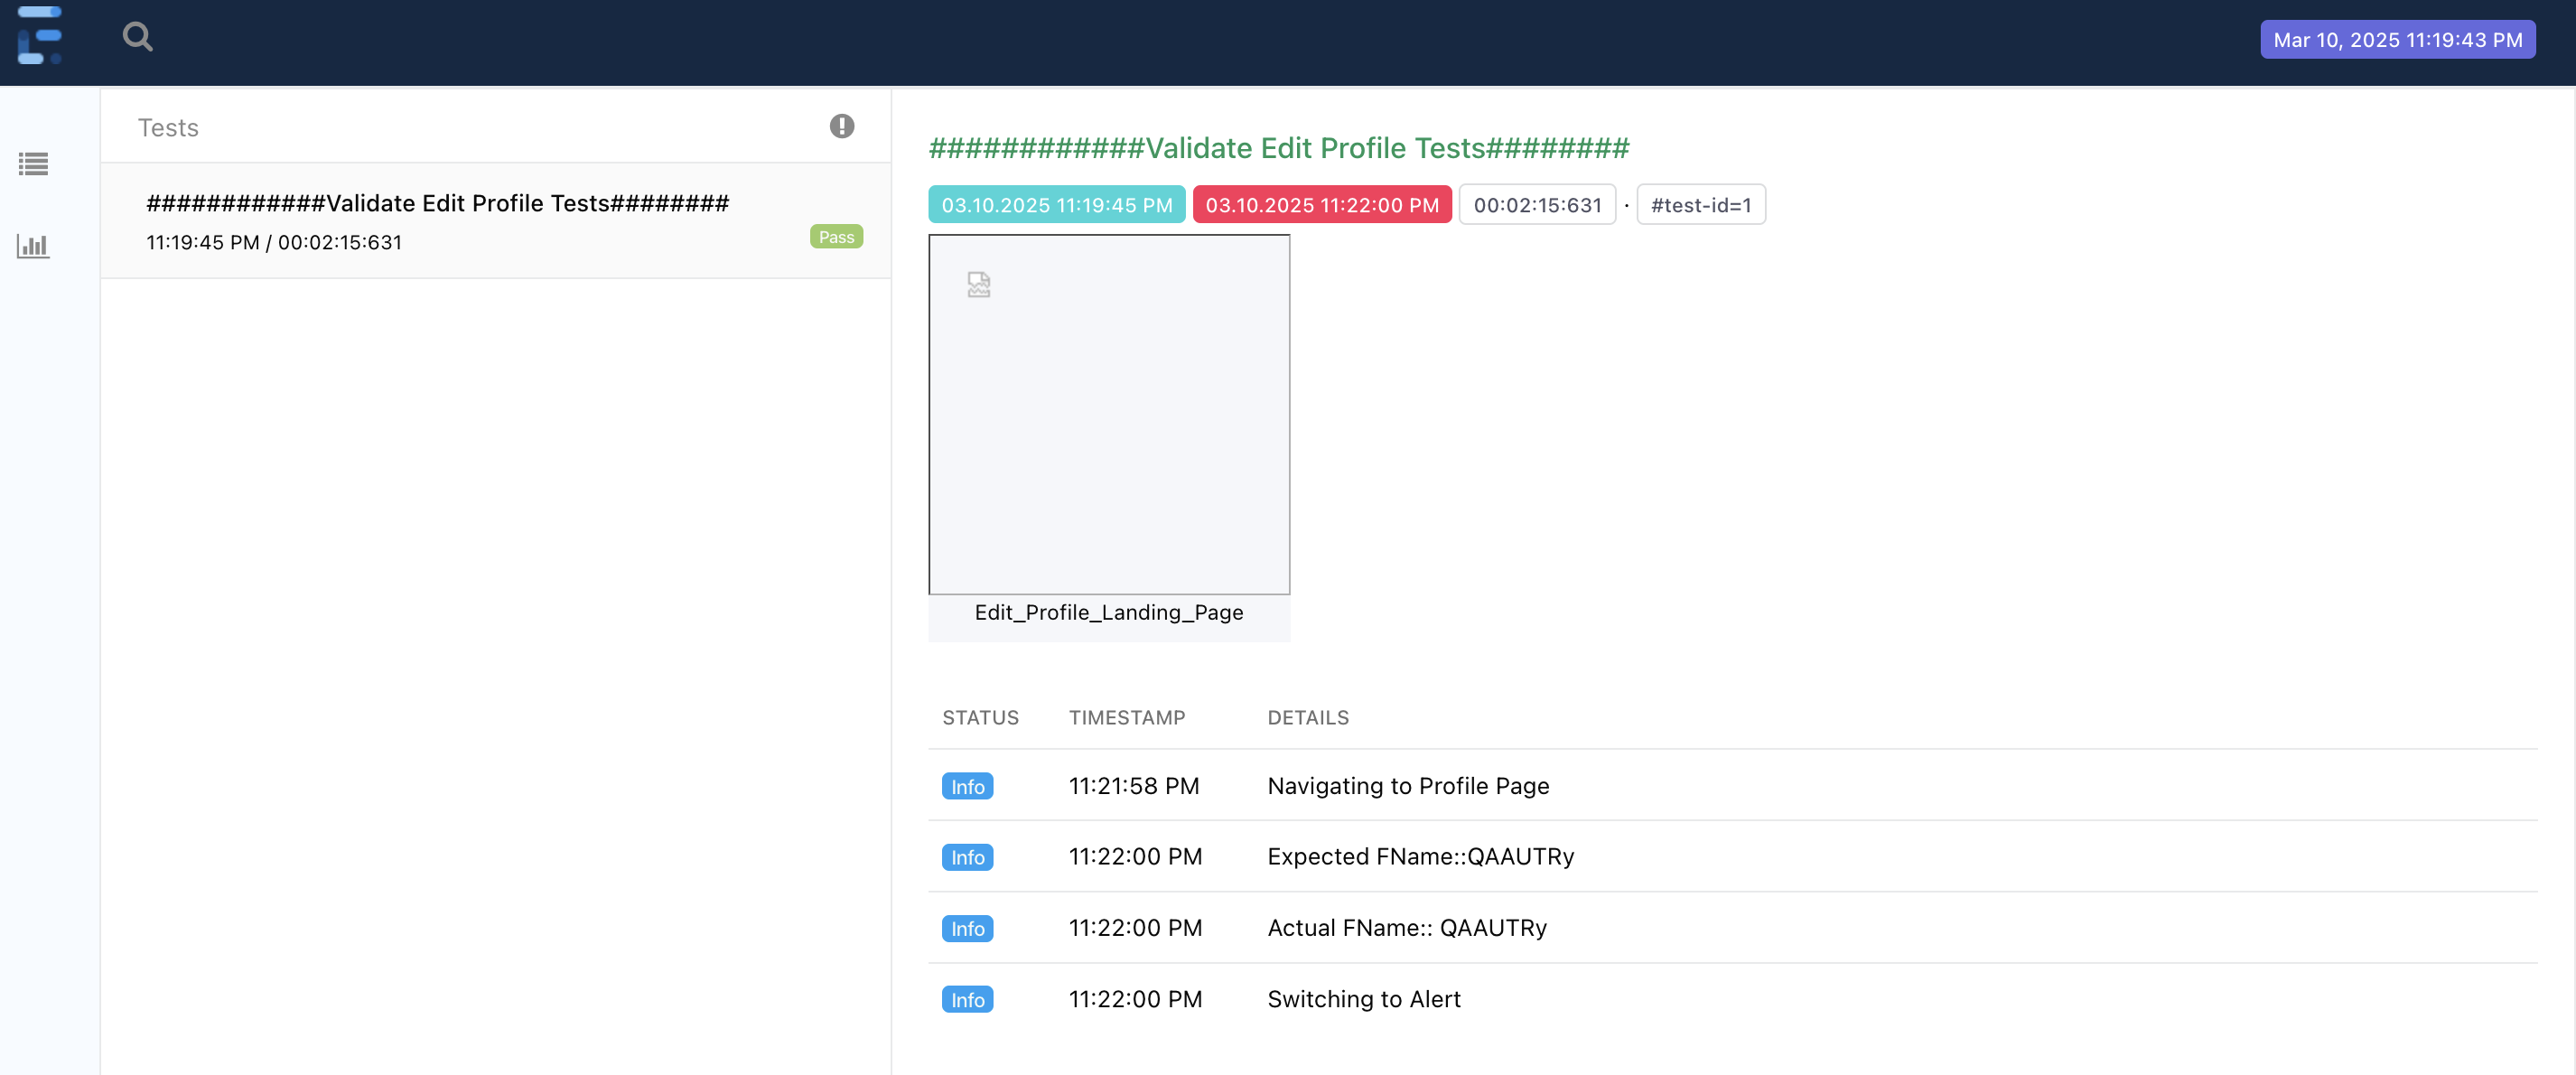 Mar 10, 2025 11:19:43 PM
Tests
############Validate Edit Profile Tests########
11:19:45 PM / 00:02:15:631
Pass
############Validate Edit Profile Tests########
03.10.2025 11:19:45 PM 03.10.2025 11:22:00 PM 00:02:15:631 · #test-id=1
Edit_Profile_Landing_Page
STATUS TIMESTAMP DETAILS
Info 11:21:58 PM Navigating to Profile Page
Info 11:22:00 PM Expected FName::QAAUTRy
Info 11:22:00 PM Actual FName:: QAAUTRy
Info 11:22:00 PM Switching to Alert